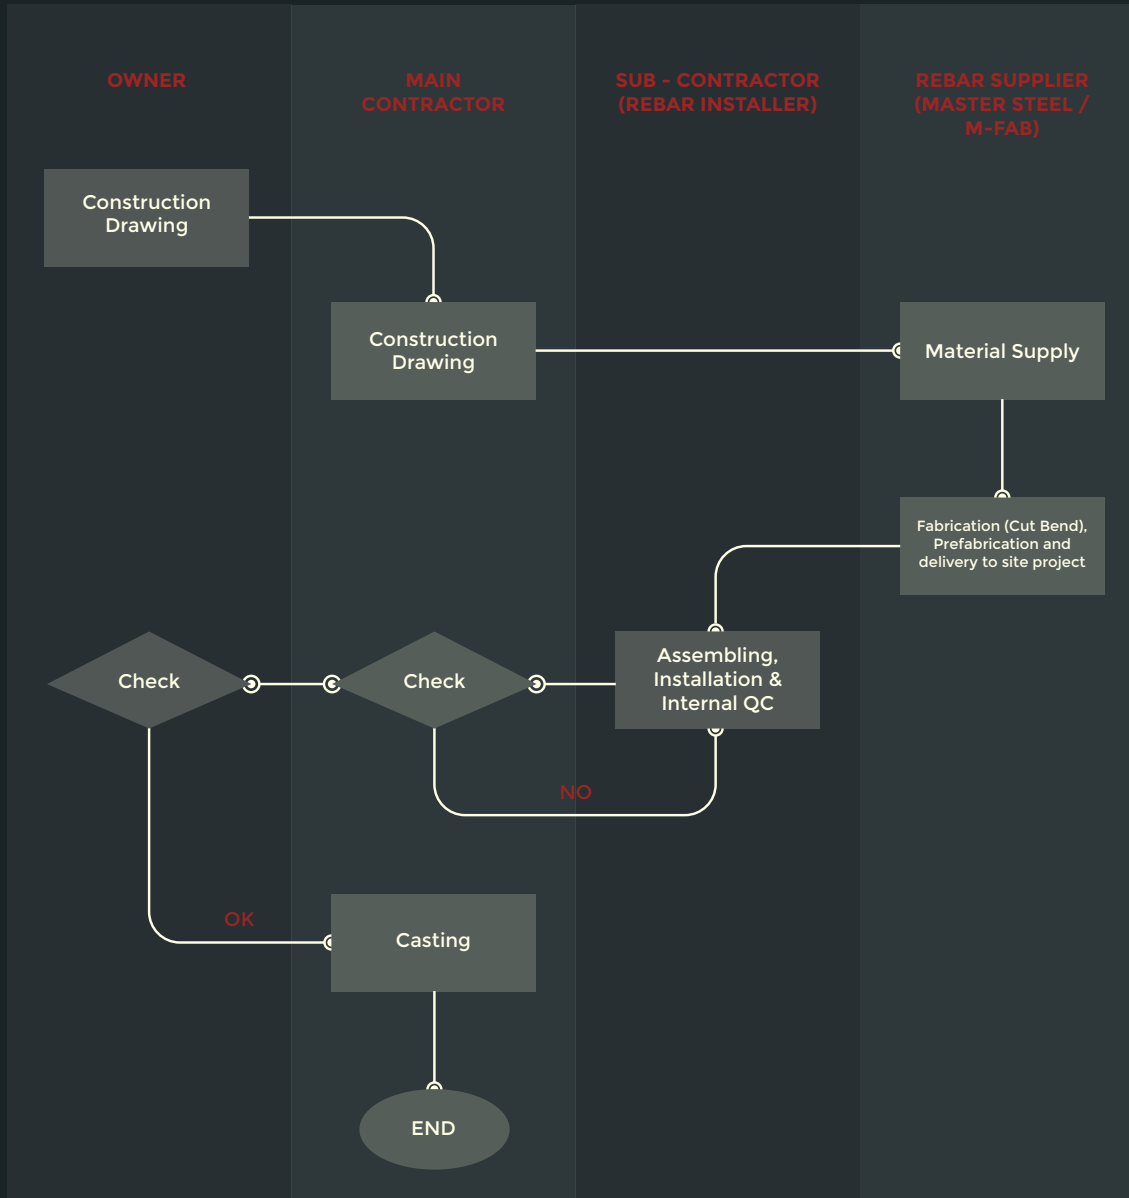 OWNER
MAIN
CONTRACTOR
SUB - CONTRACTOR
(REBAR INSTALLER)
REBAR SUPPLIER
(MASTER STEEL /
M-FAB)
Construction
Drawing
Construction
Drawing
Material Supply
Fabrication (Cut Bend),
Prefabrication and
delivery to site project
Check
Check
Assembling,
Installation &
Internal QC
NO
OK
Casting
END